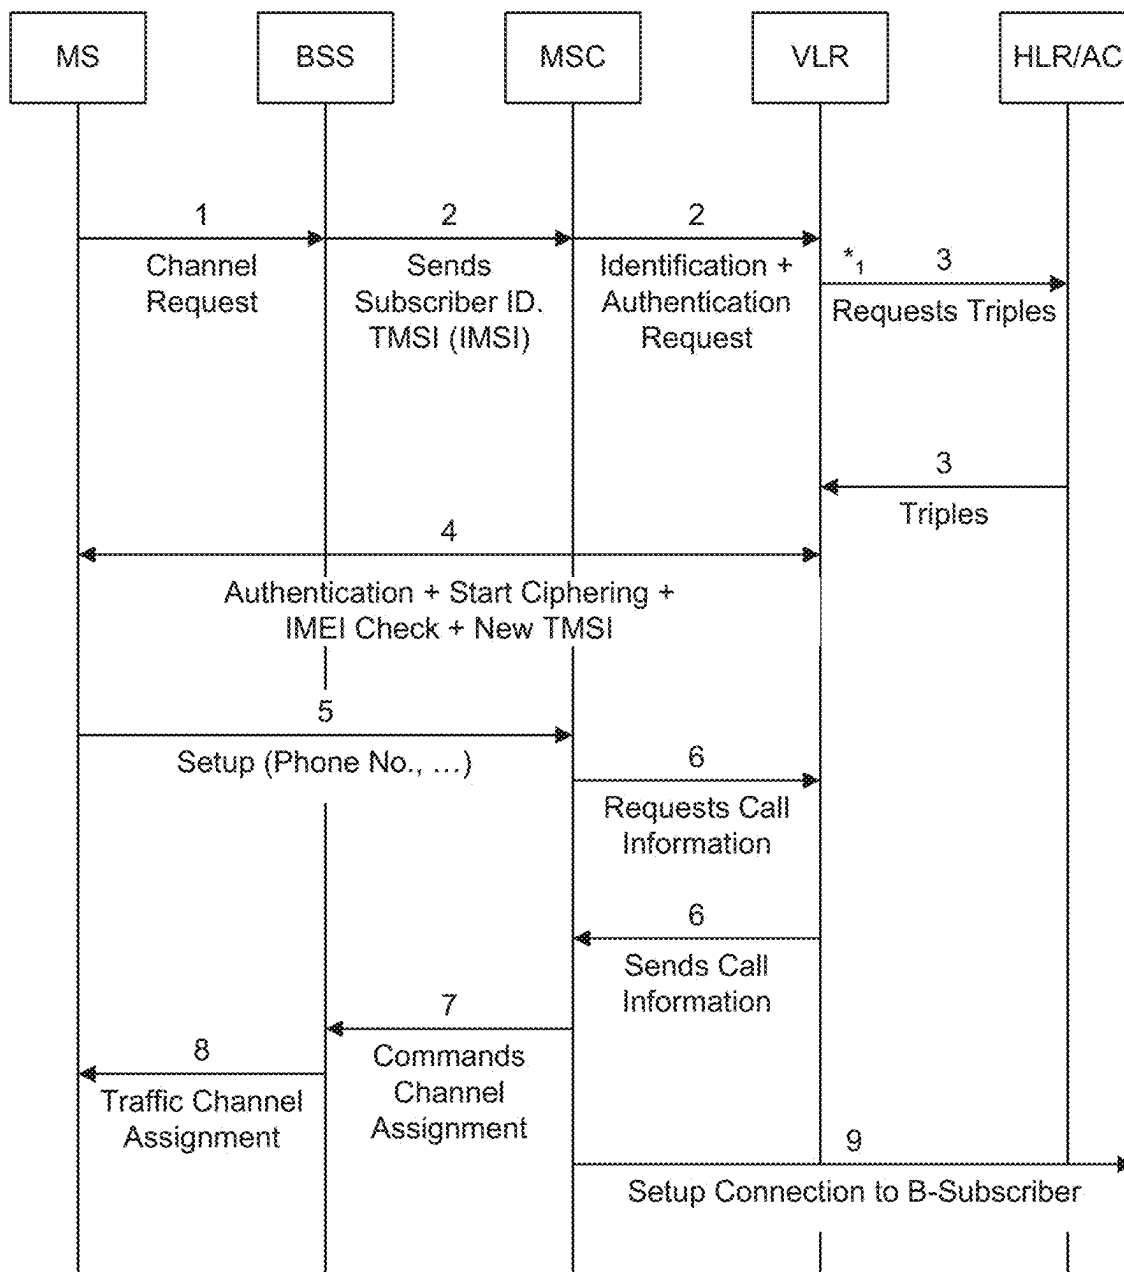 MS
BSS
MSC
VLR
HLR/AC
1
Channel
Request
2
Sends
Subscriber ID.
TMSI (IMSI)
2
Identification +
Authentication
Request
*1 3
Requests Triples
3
Triples
4
Authentication + Start Ciphering +
IMEI Check + New TMSI
5
Setup (Phone No., ...)
6
Requests Call
Information
6
Sends Call
Information
7
Commands
Channel
Assignment
8
Traffic Channel
Assignment
9
Setup Connection to B-Subscriber